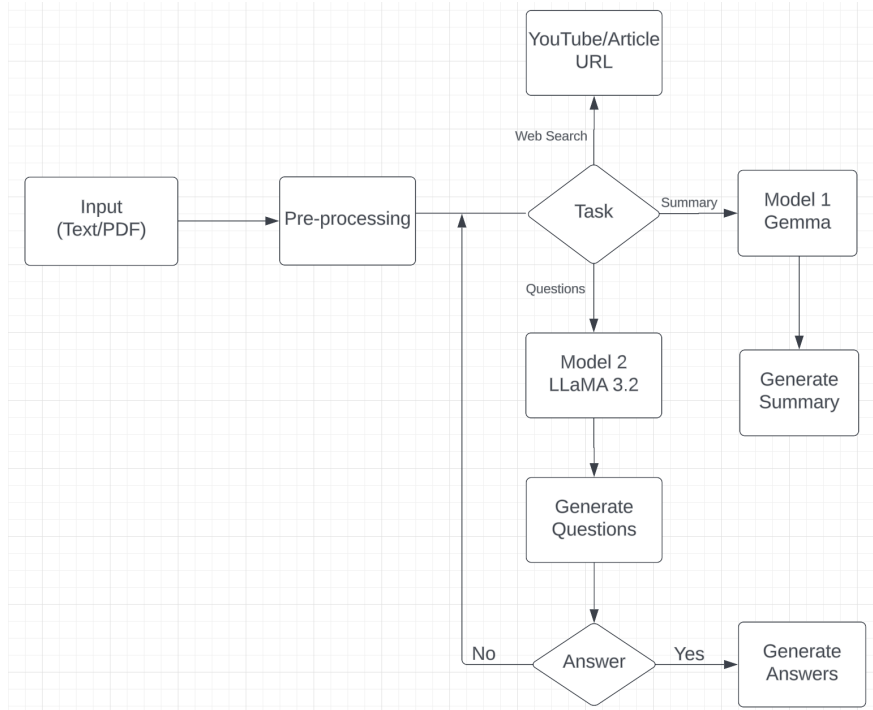 YouTube/Article
URL
Web Search
Input
(Text/PDF)
Pre-processing
Task
Summary
Model 1
Gemma
Questions
Model 2
LLaMA 3.2
Generate
Summary
Generate
Questions
Answer
No
Yes
Generate
Answers